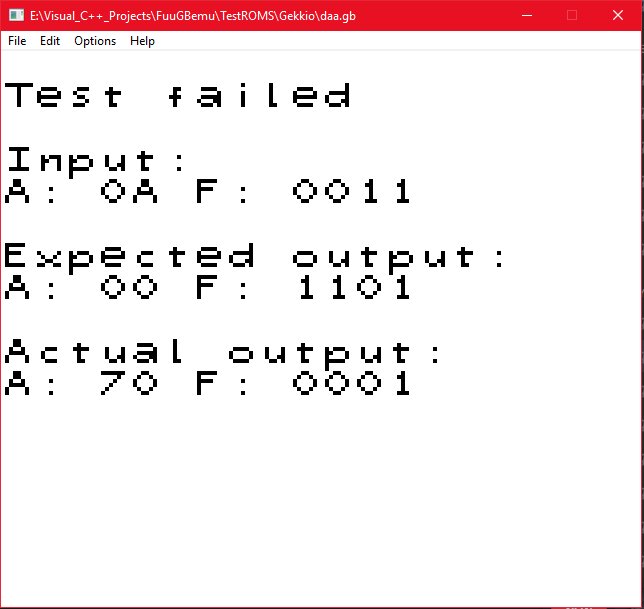 E:\Visual_C++_Projects\FuuGBemu\TestROMS\Gekkio\daa.gb
File Edit Options Help
Test failed
Input:
A: 0A F: 0011
Expected output:
A: 00 F: 1101
Actual output:
A: 70 F: 0001